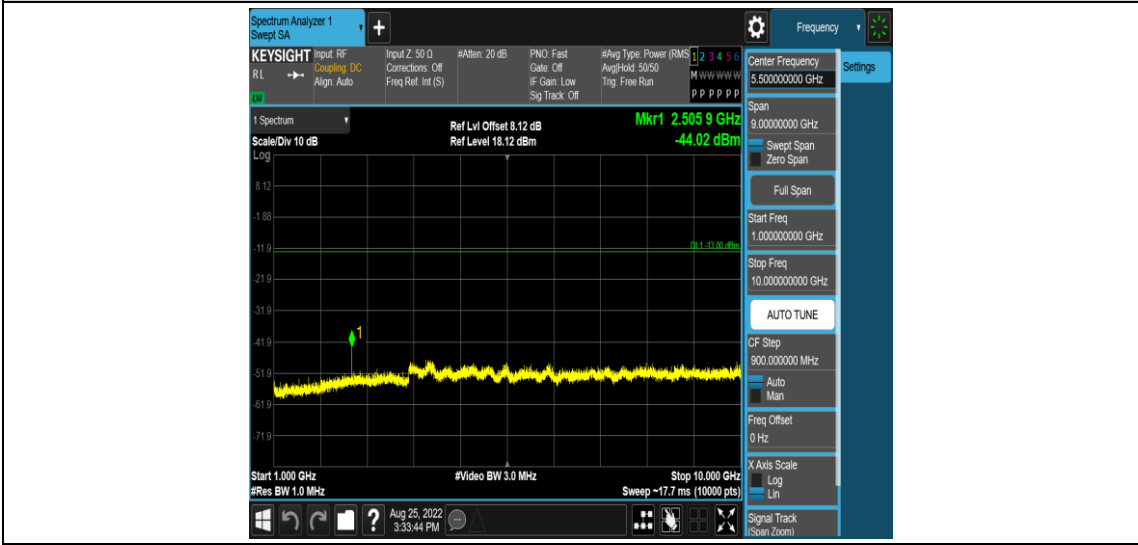 Spectrum Analyzer 1
Swept SA
+
Frequency
KEYSIGHT
RL
LXI
Input: RF
Coupling: DC
Align: Auto
Input Z: 50 Ω
Corrections: Off
Freq Ref: Int (S)
#Atten: 20 dB
PNO: Fast
Gate: Off
IF Gain: Low
Sig Track: Off
#Avg Type: Power (RMS
Avg|Hold: 50/50
Trig: Free Run
1 2 3 4 5 6
M W W W W W
P P P P P P
Center Frequency
5.500000000 GHz
Settings
Span
9.00000000 GHz
Swept Span
Zero Span
Full Span
Start Freq
1.000000000 GHz
Stop Freq
10.000000000 GHz
AUTO TUNE
CF Step
900.000000 MHz
Auto
Man
Freq Offset
0 Hz
X Axis Scale
Log
Lin
Signal Track
(Span Zoom)
1 Spectrum
Scale/Div 10 dB
Log
Ref Lvl Offset 8.12 dB
Ref Level 18.12 dBm
Mkr1 2.505 9 GHz
-44.02 dBm
8.12
-1.88
-11.9
DL1 -13.00 dBm
-21.9
-31.9
-41.9
1
-51.9
-61.9
-71.9
Start 1.000 GHz
#Res BW 1.0 MHz
#Video BW 3.0 MHz
Stop 10.000 GHz
Sweep ~17.7 ms (10000 pts)
?
Aug 25, 2022
3:33:44 PM